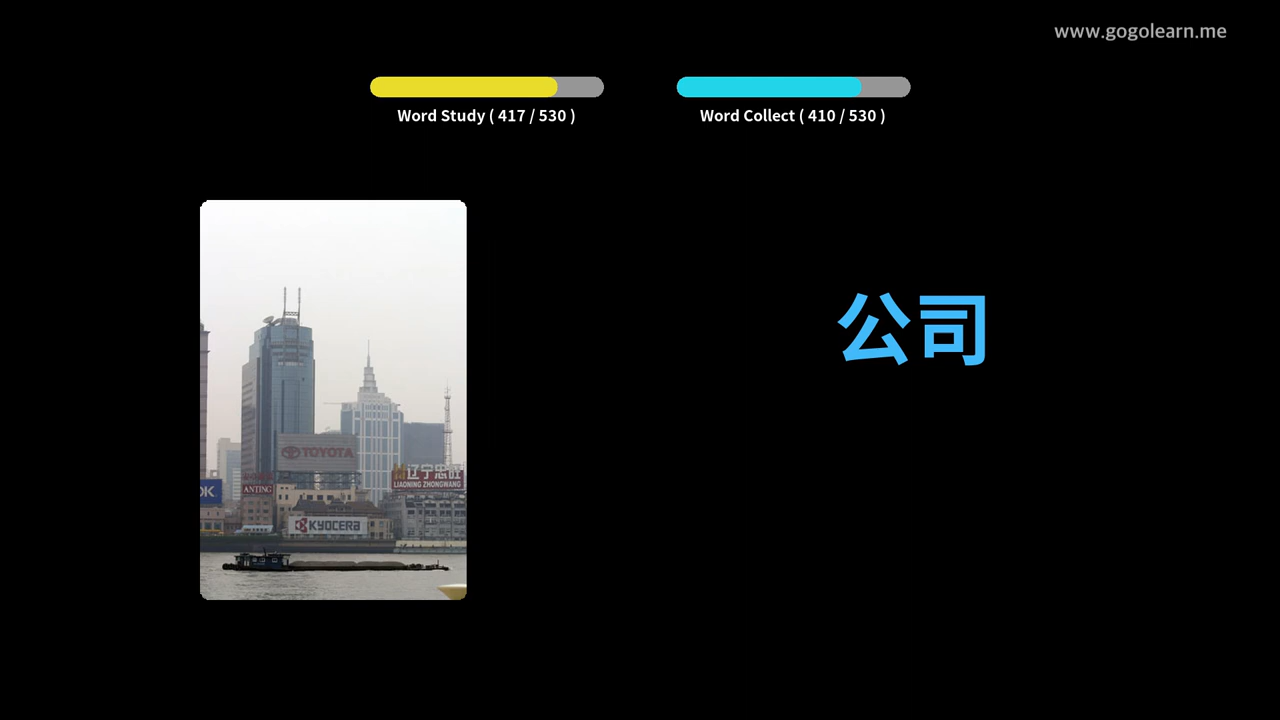 www.gogolearn.me
Word Study ( 417 / 530 )
Word Collect ( 410 / 530 )
公司
TOYOTA
辽宁忠旺
LIAONING ZHONGWANG
OK
ANTING
KYOCERA